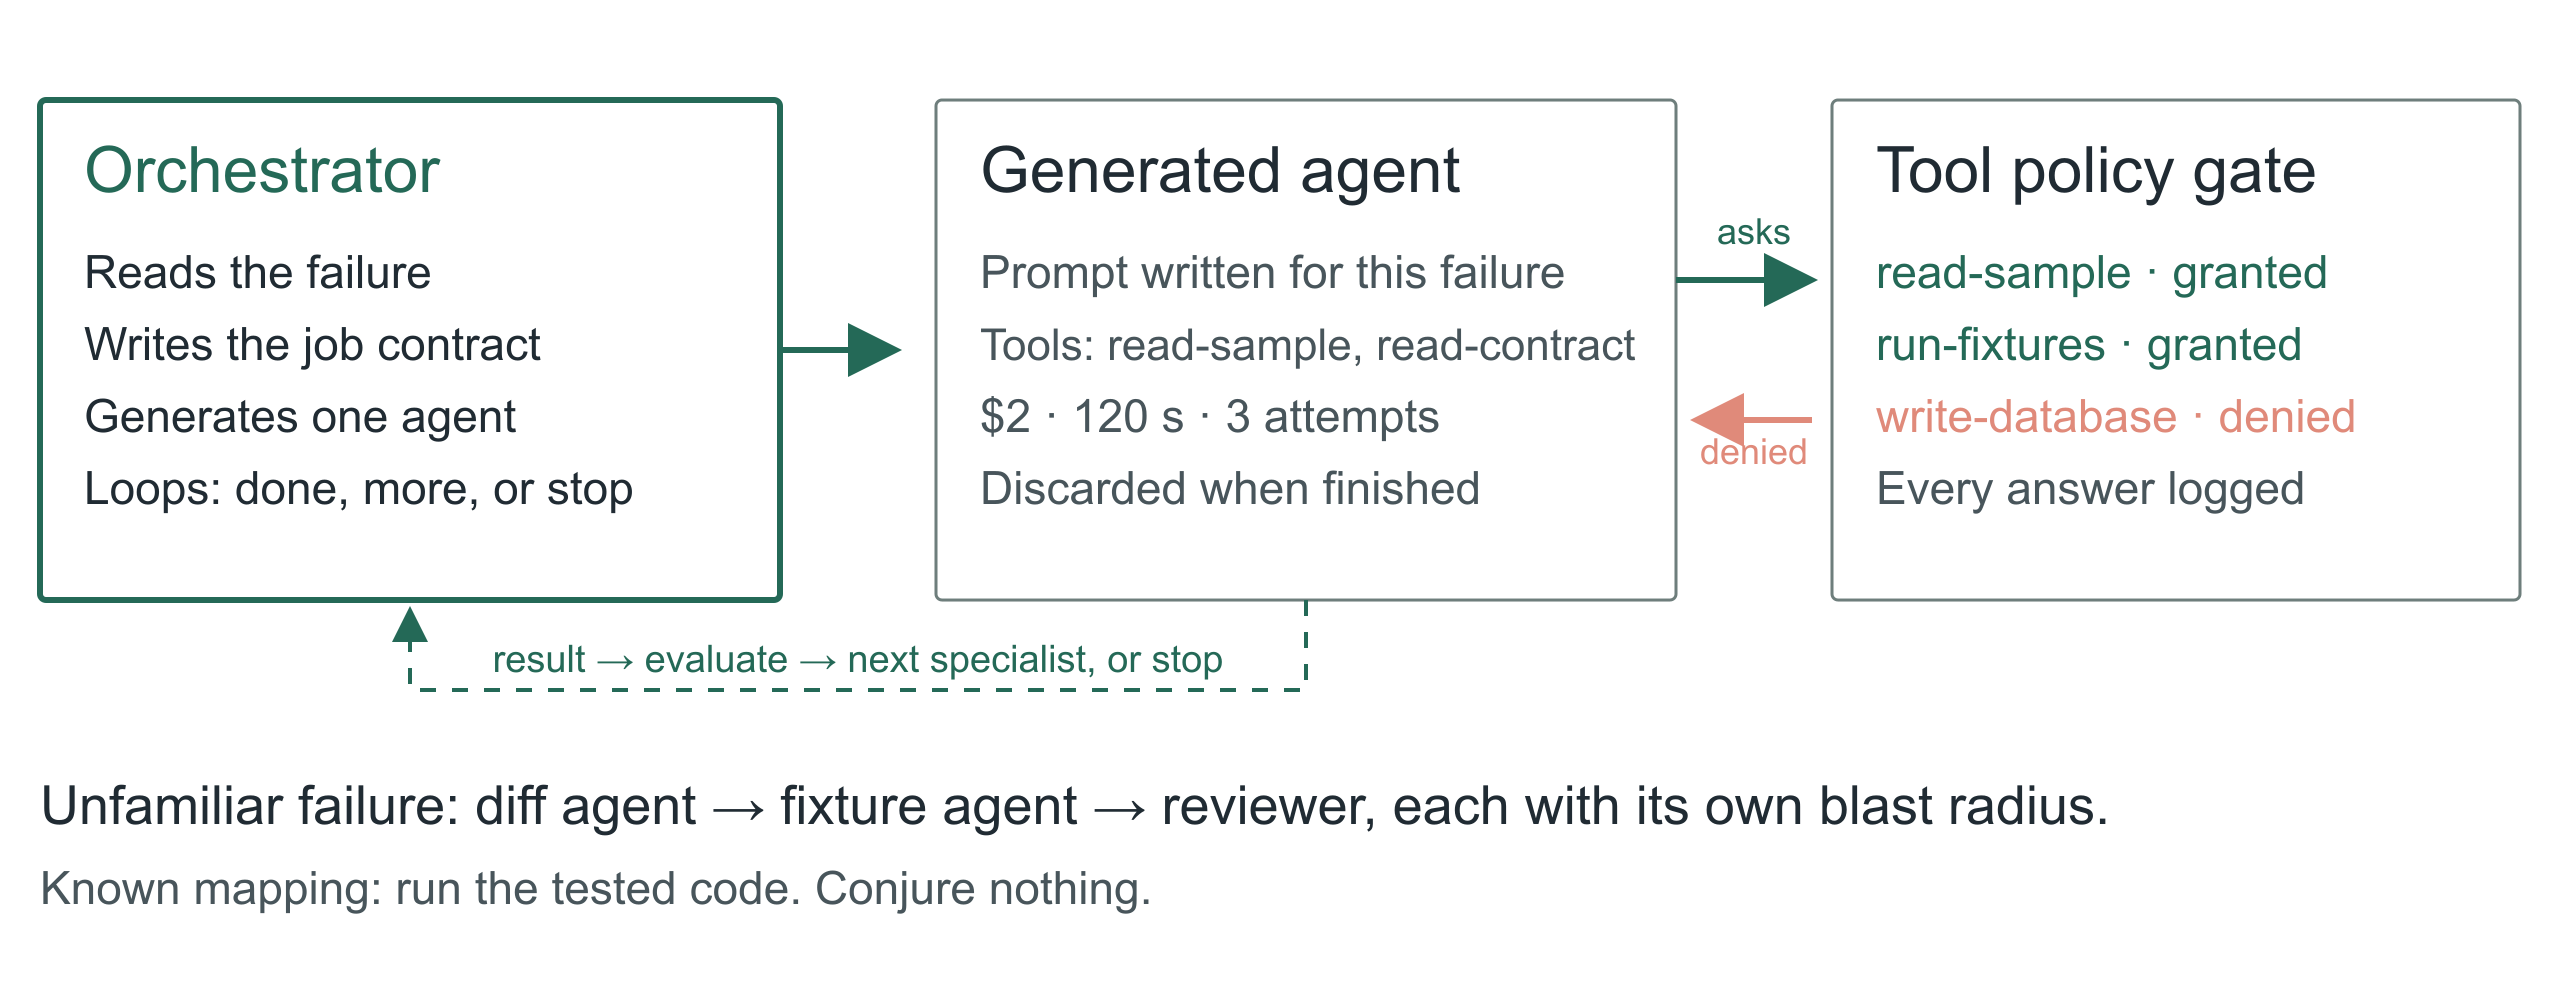 Orchestrator
Reads the failure
Writes the job contract
Generates one agent
Loops: done, more, or stop
Generated agent
Prompt written for this failure
Tools: read-sample, read-contract
$2 · 120 s · 3 attempts
Discarded when finished
asks
denied
Tool policy gate
read-sample · granted
run-fixtures · granted
write-database · denied
Every answer logged
result → evaluate → next specialist, or stop
Unfamiliar failure: diff agent → fixture agent → reviewer, each with its own blast radius.
Known mapping: run the tested code. Conjure nothing.